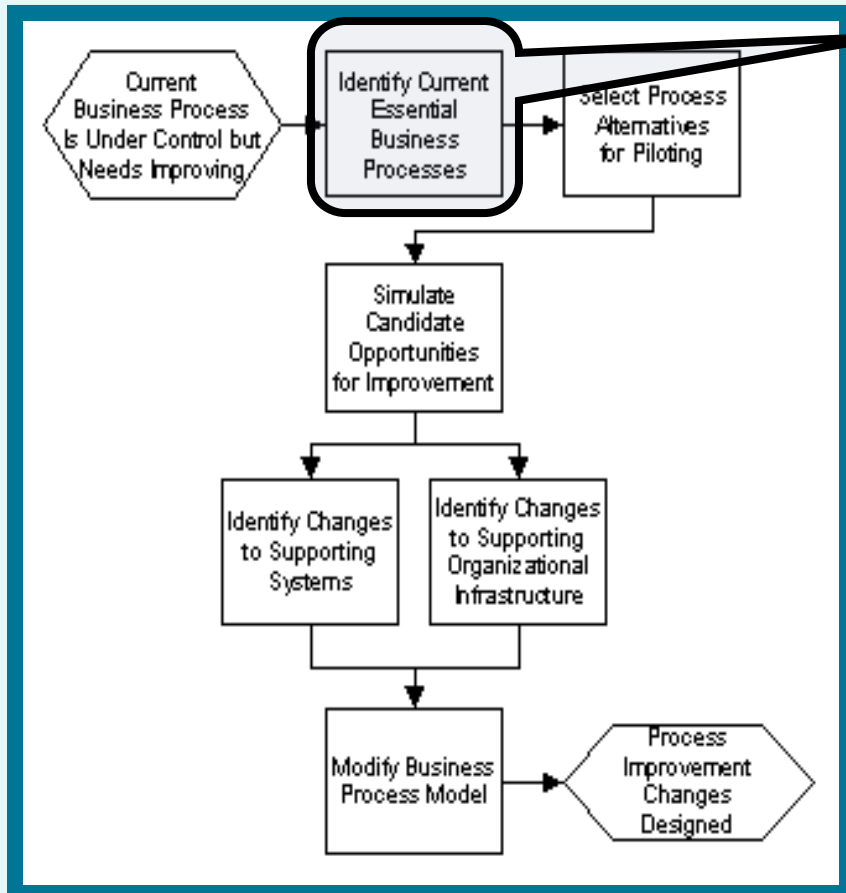 Current
Business Process
Is Under Control but
Needs Improving
Identify Current
Essential
Business
Processes
Select Process
Alternatives
for Piloting
Simulate
Candidate
Opportunities
for Improvement
Identify Changes
to Supporting
Systems
Identify Changes
to Supporting
Organizational
Infrastructure
Modify Business
Process Model
Process
Improvement
Changes
Designed